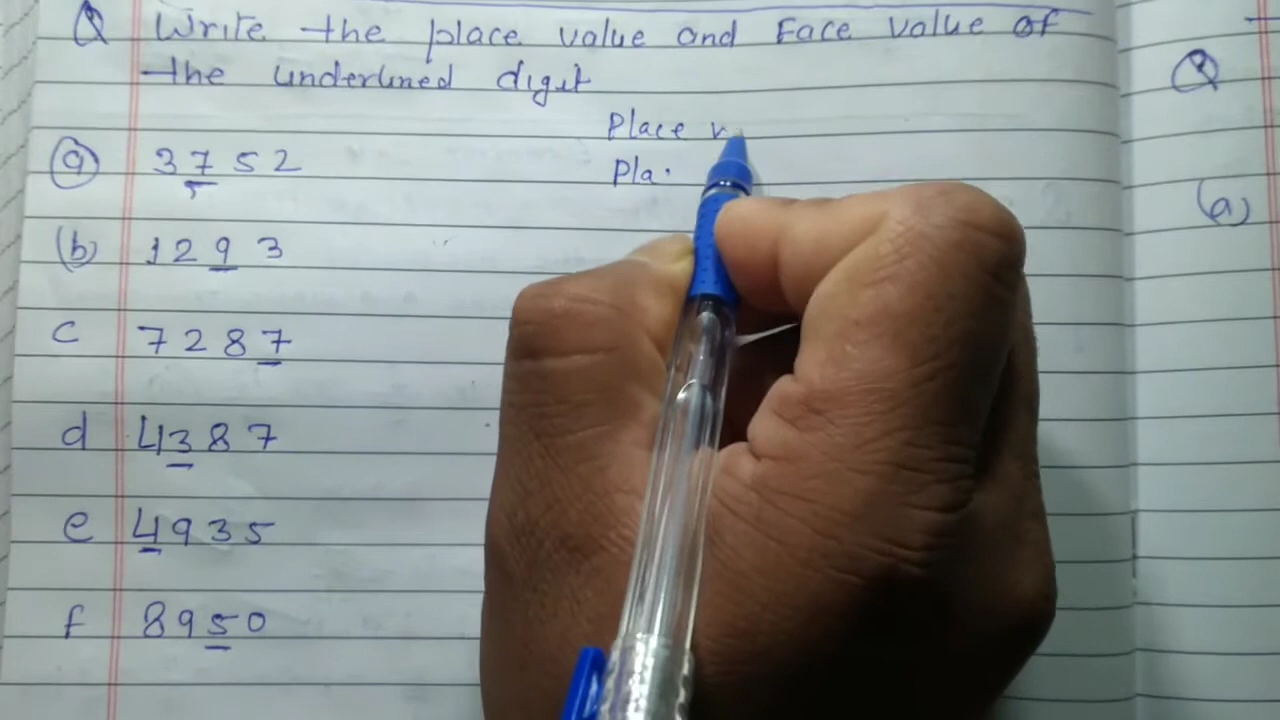 Q Write the place value and Face value of
the underlined digit
Place v
Pla.
(a) 3752
(b) 1293
c 7287
d 4387
e 4935
f 8950
Q
(a)